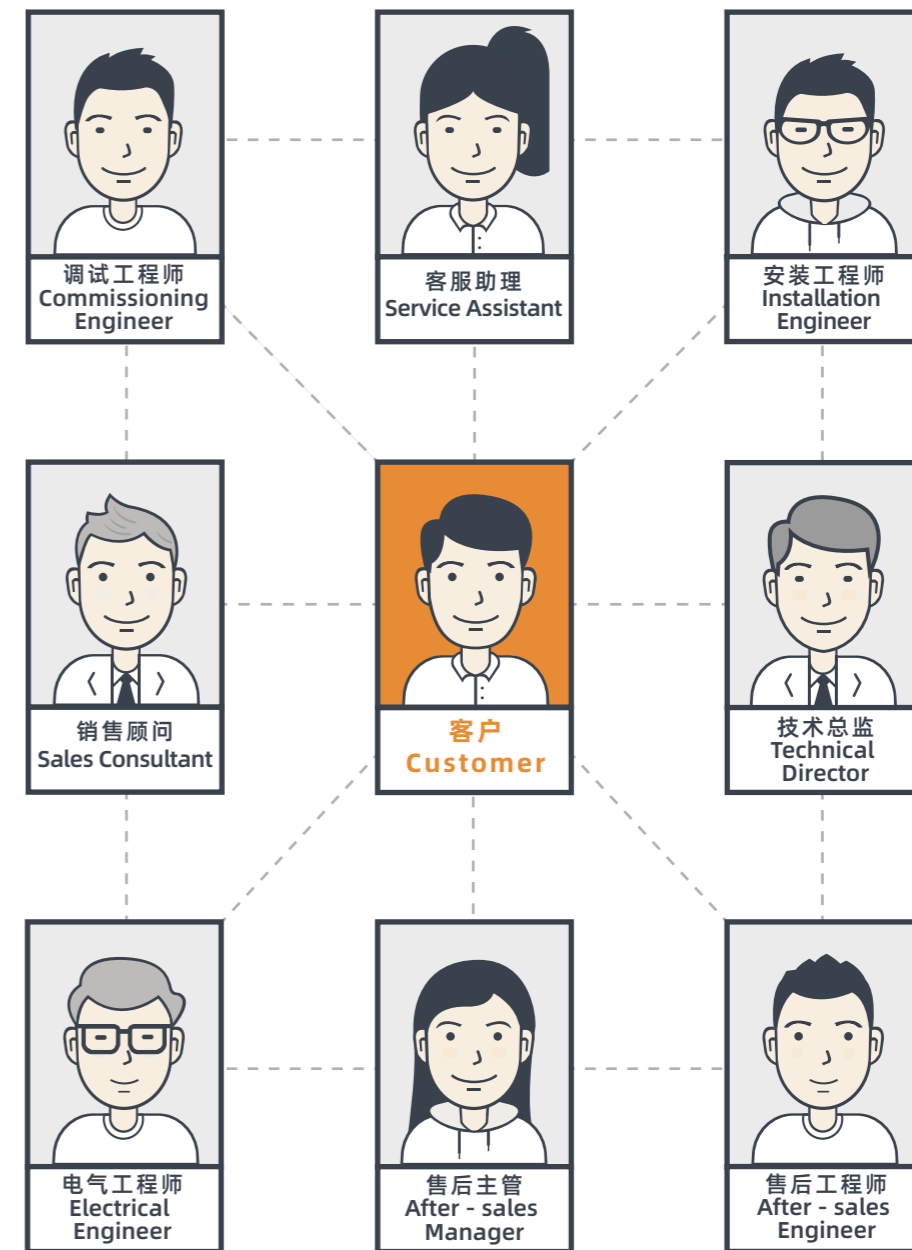 调试工程师
Commissioning
Engineer
客服助理
Service Assistant
安装工程师
Installation
Engineer
销售顾问
Sales Consultant
客户
Customer
技术总监
Technical
Director
电气工程师
Electrical
Engineer
售后主管
After - sales
Manager
售后工程师
After - sales
Engineer